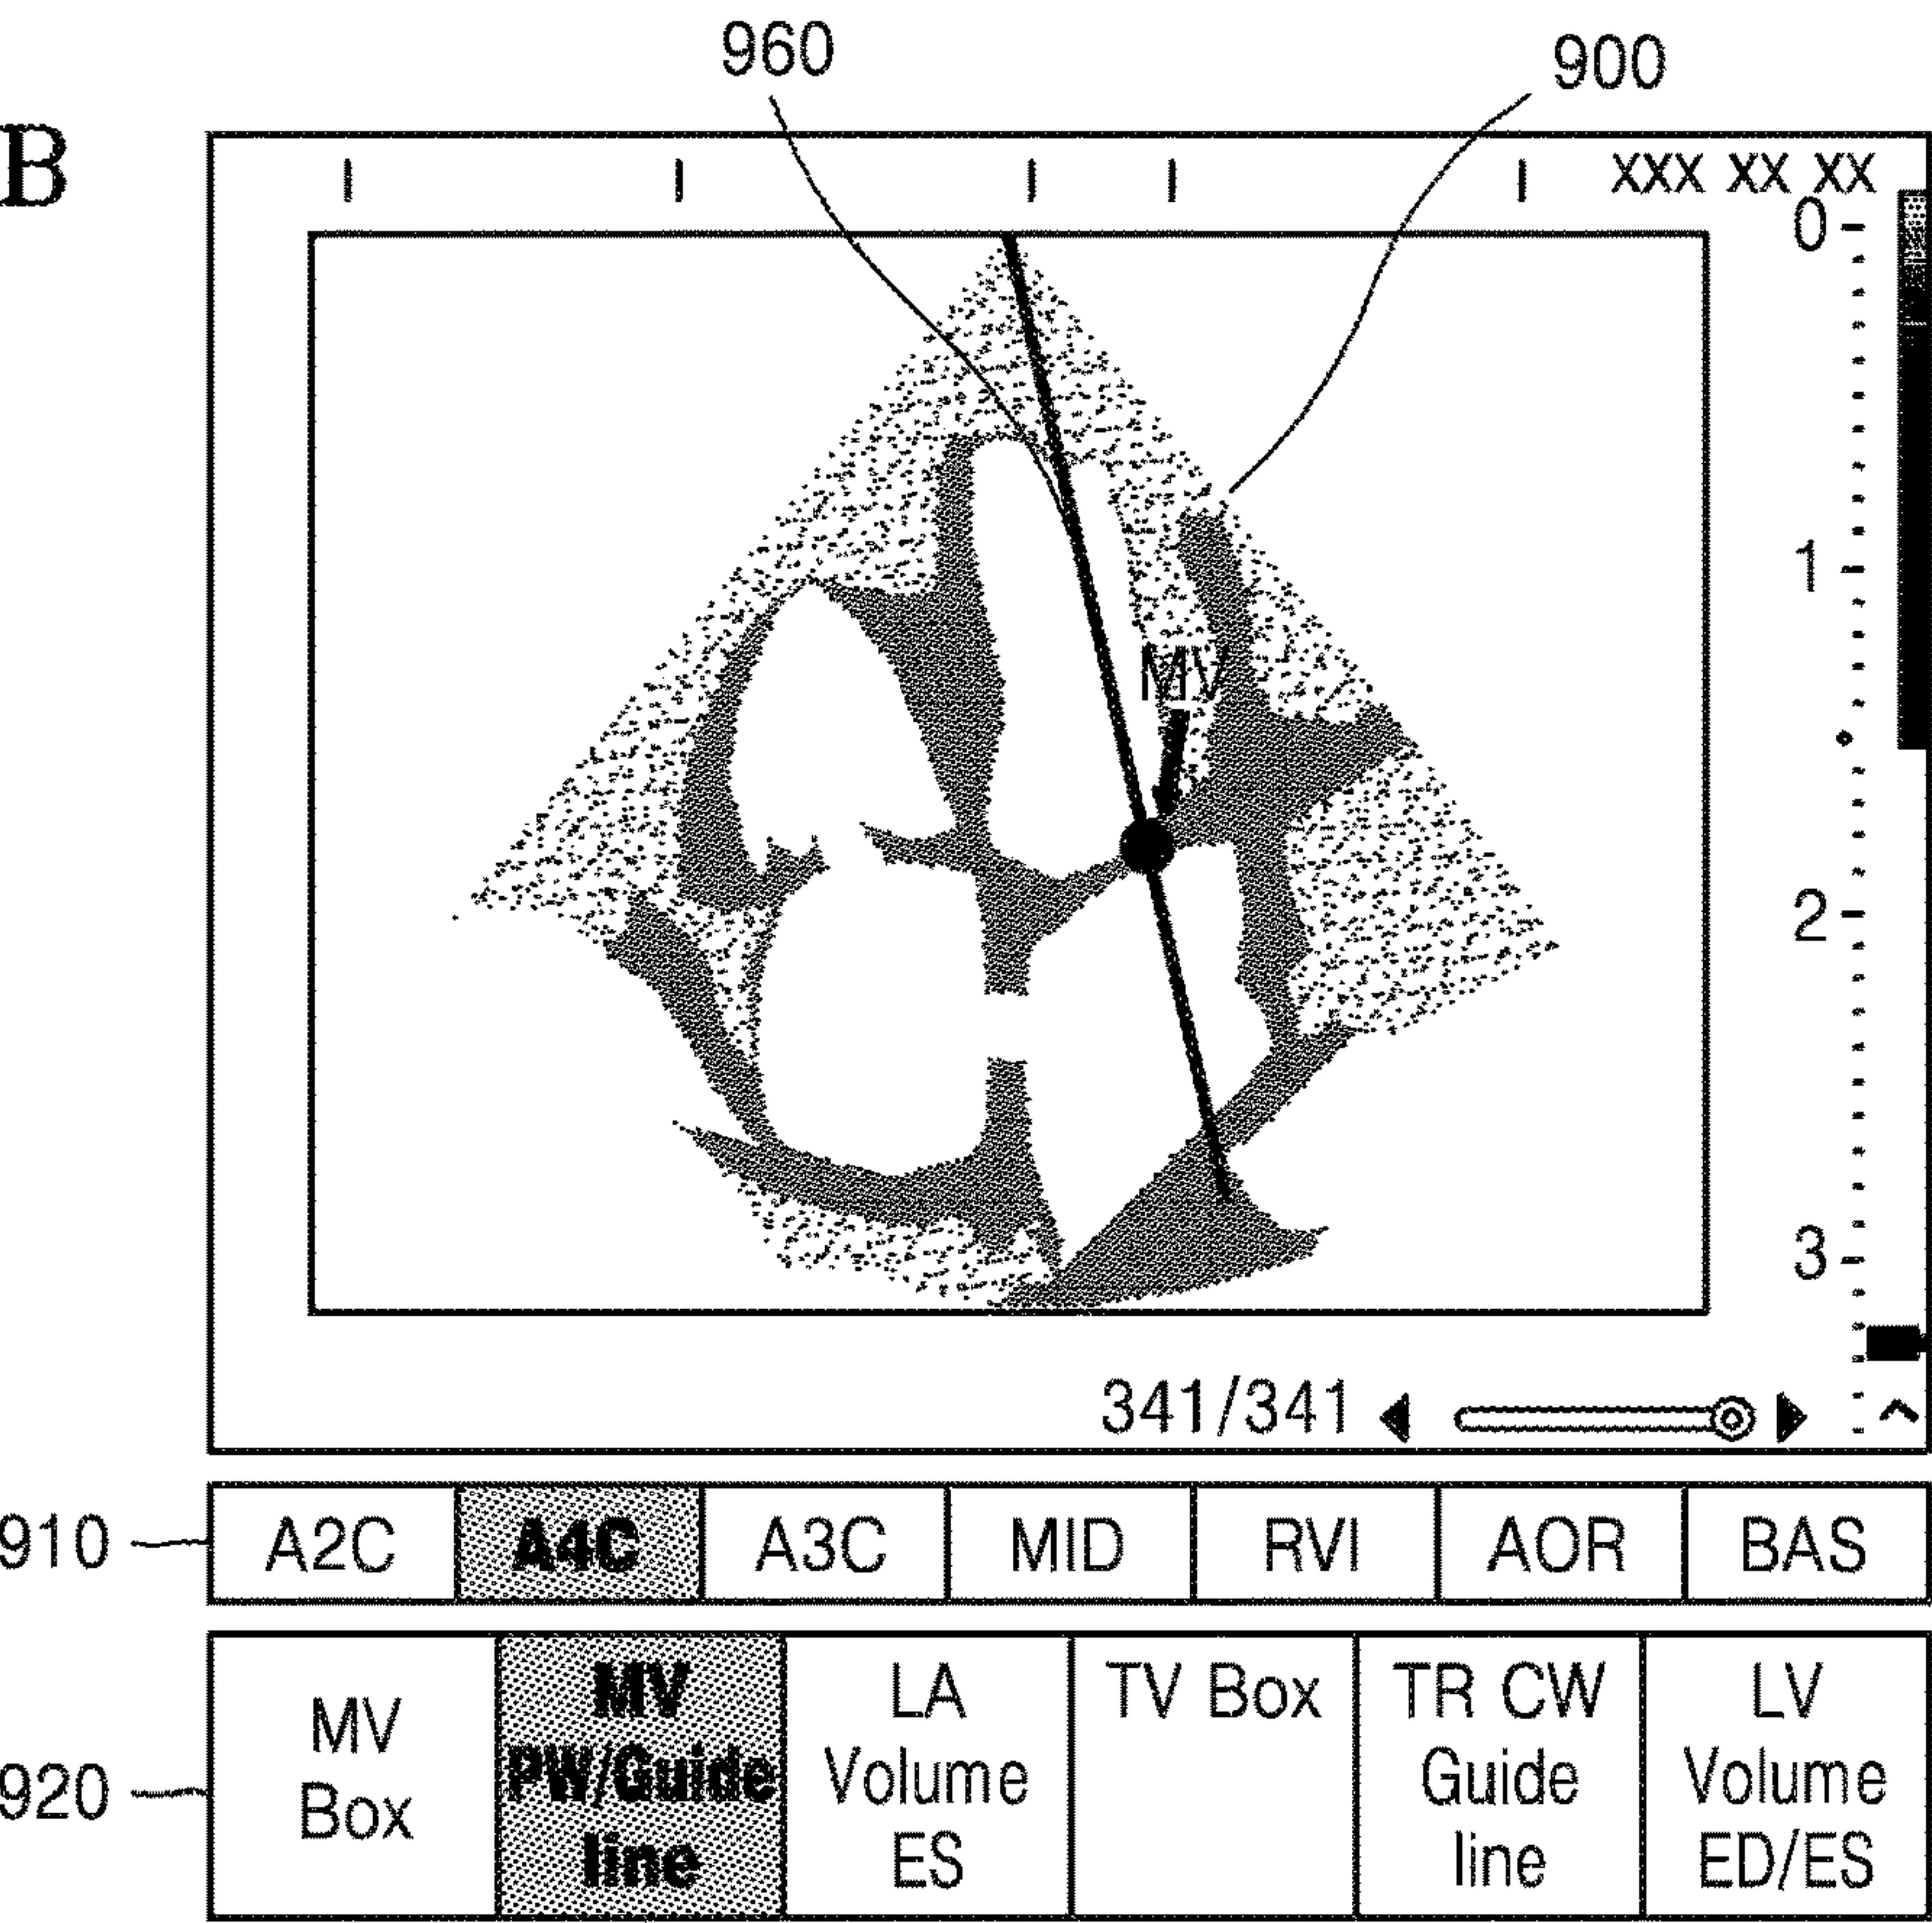 960
900
B
XXX XX XX
0
1
MV
2
3
341/341
910
A2C A4C A3C MID RVI AOR BAS
920
MV
Box
MV
PW/Guide
line
LA
Volume
ES
TV Box
TR CW
Guide
line
LV
Volume
ED/ES